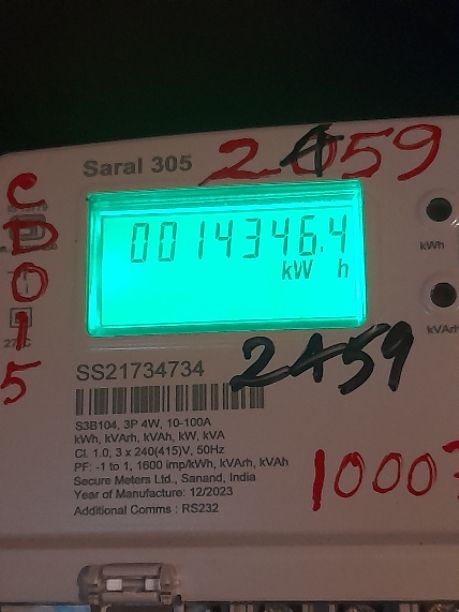 Saral 305
2459
CD015
0014346.4
kW h
kWh
kVArh
SS21734734
2459
S3B104, 3P 4W, 10-100A
kWh, kVArh, kVAh, kW, kVA
Cl. 1.0, 3 x 240(415)V, 50Hz
PF: -1 to 1, 1600 imp/kWh, kVArh, kVAh
Secure Meters Ltd., Sanand, India
Year of Manufacture: 12/2023
Additional Comms : RS232
1000